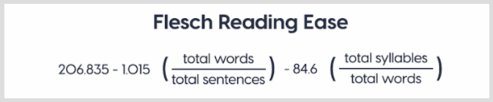 Flesch Reading Ease
206.835 - 1.015 ( total words / total sentences ) - 84.6 ( total syllables / total words )